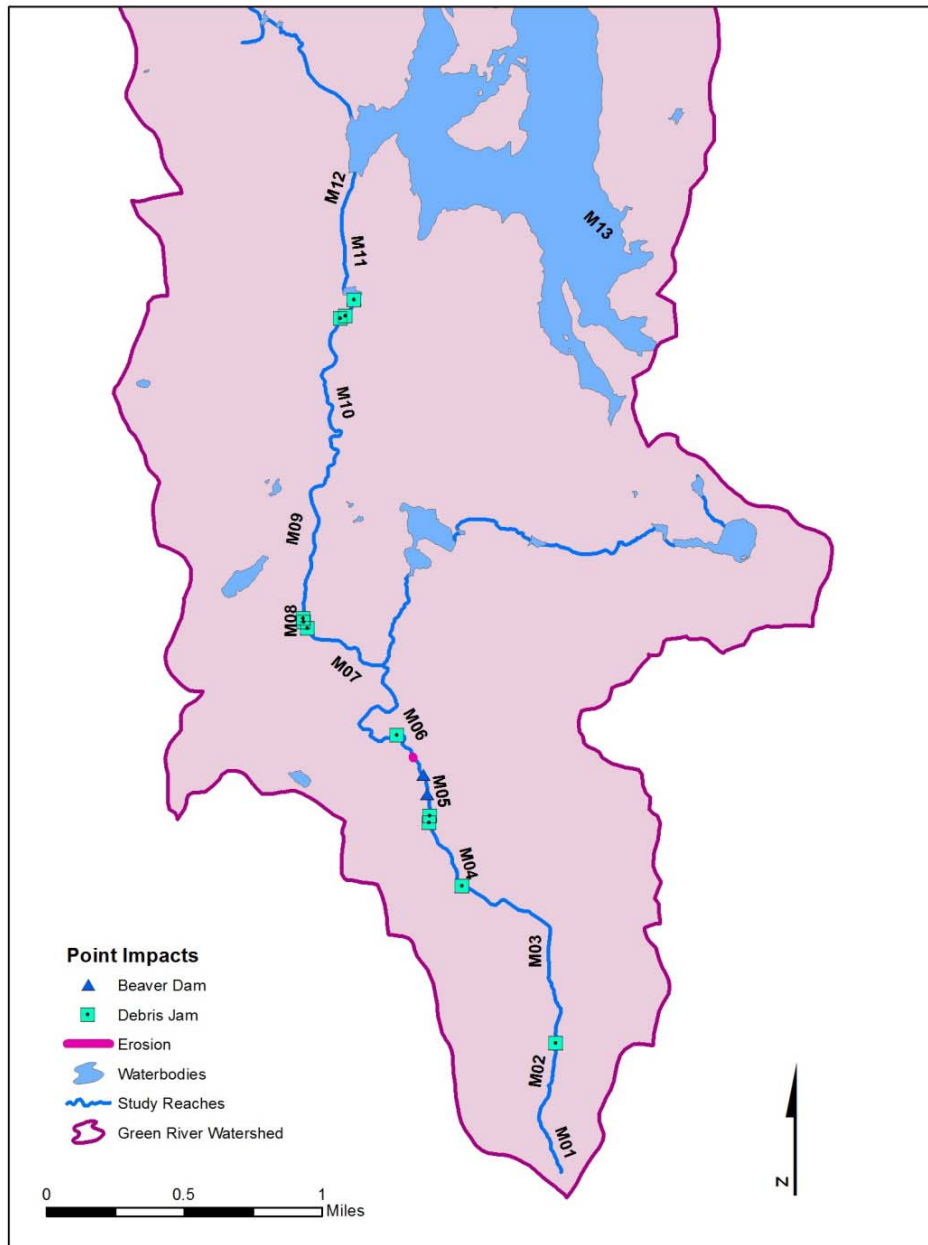 M12
M13
M11
M10
M09
M08
M07
M06
M05
M04
M03
M02
M01
Point Impacts
Beaver Dam
Debris Jam
Erosion
Waterbodies
Study Reaches
Green River Watershed
0 0.5 1
Miles
N